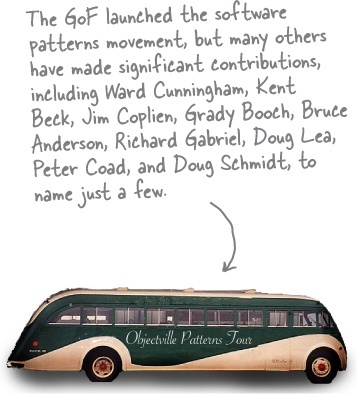 The GoF launched the software
patterns movement, but many others
have made significant contributions,
including Ward Cunningham, Kent
Beck, Jim Coplien, Grady Booch, Bruce
Anderson, Richard Gabriel, Doug Lea,
Peter Coad, and Doug Schmidt, to
name just a few.
Objectville Patterns Tour